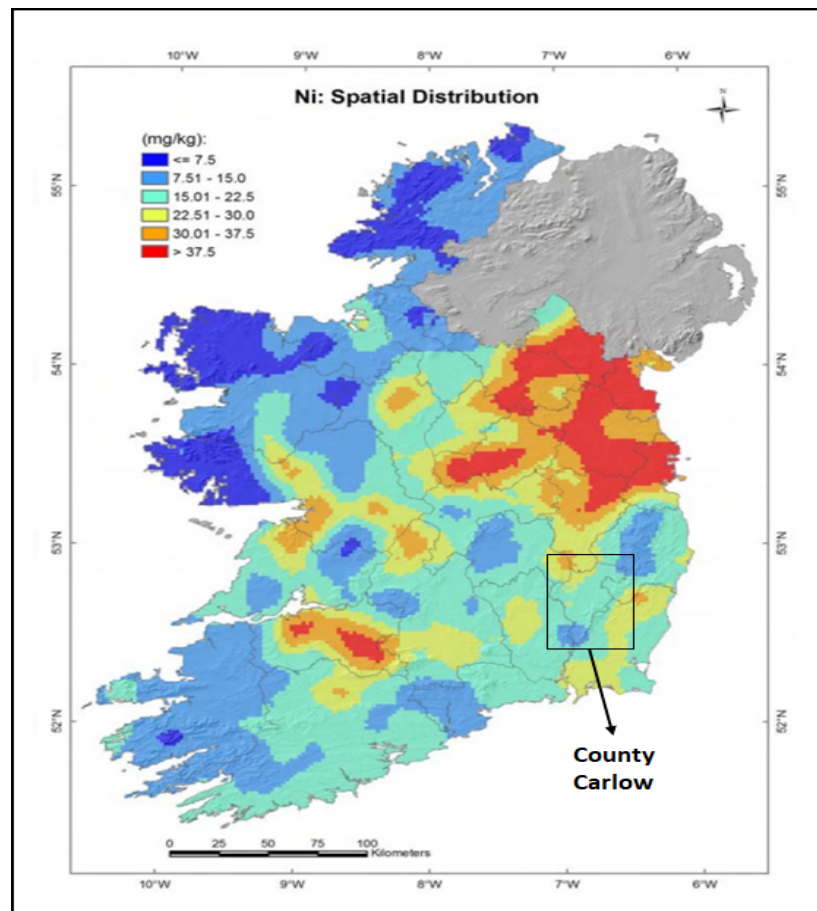 10°W 9°W 8°W 7°W 6°W
Ni: Spatial Distribution
N
(mg/kg):
<= 7.5
7.51 - 15.0
15.01 - 22.5
22.51 - 30.0
30.01 - 37.5
> 37.5
55°N 55°N
54°N 54°N
53°N 53°N
52°N 52°N
County
Carlow
0 25 50 75 100
Kilometers
10°W 9°W 8°W 7°W 6°W